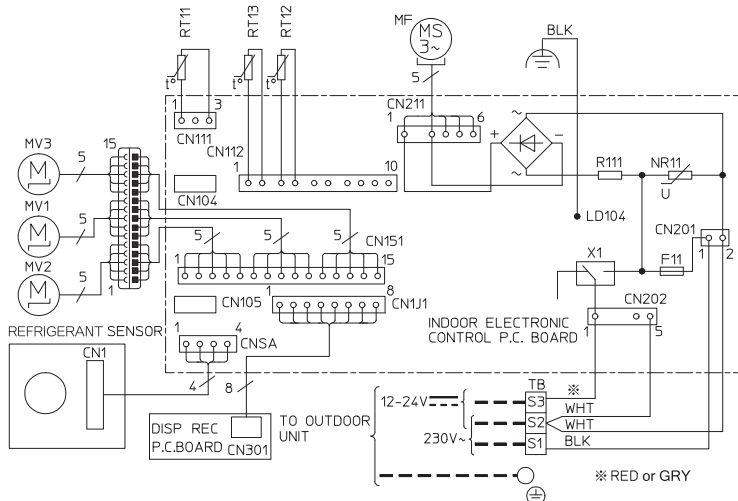 RT11
RT13
RT12
MF
MS
3~
BLK
5
t°
t°
t°
1 3
CN111
CN211
1 6
~
+ −
~
MV3
15
5
CN112
1 10
R111
NR11
U
CN104
LD104
MV1
5
M
M
M
CN201
1 2
5 5 5
CN151
1 15
MV2
5
1
X1
F11
CN105
1 8
CN1J1
CN202
1 5
INDOOR ELECTRONIC
CONTROL P.C. BOARD
REFRIGERANT SENSOR
CN1
1 4
CNSA
4
8
DISP REC
P.C.BOARD
CN301
TO OUTDOOR
UNIT
12-24V
230V~
TB
S3
S2
S1
※
WHT
WHT
BLK
※ RED or GRY